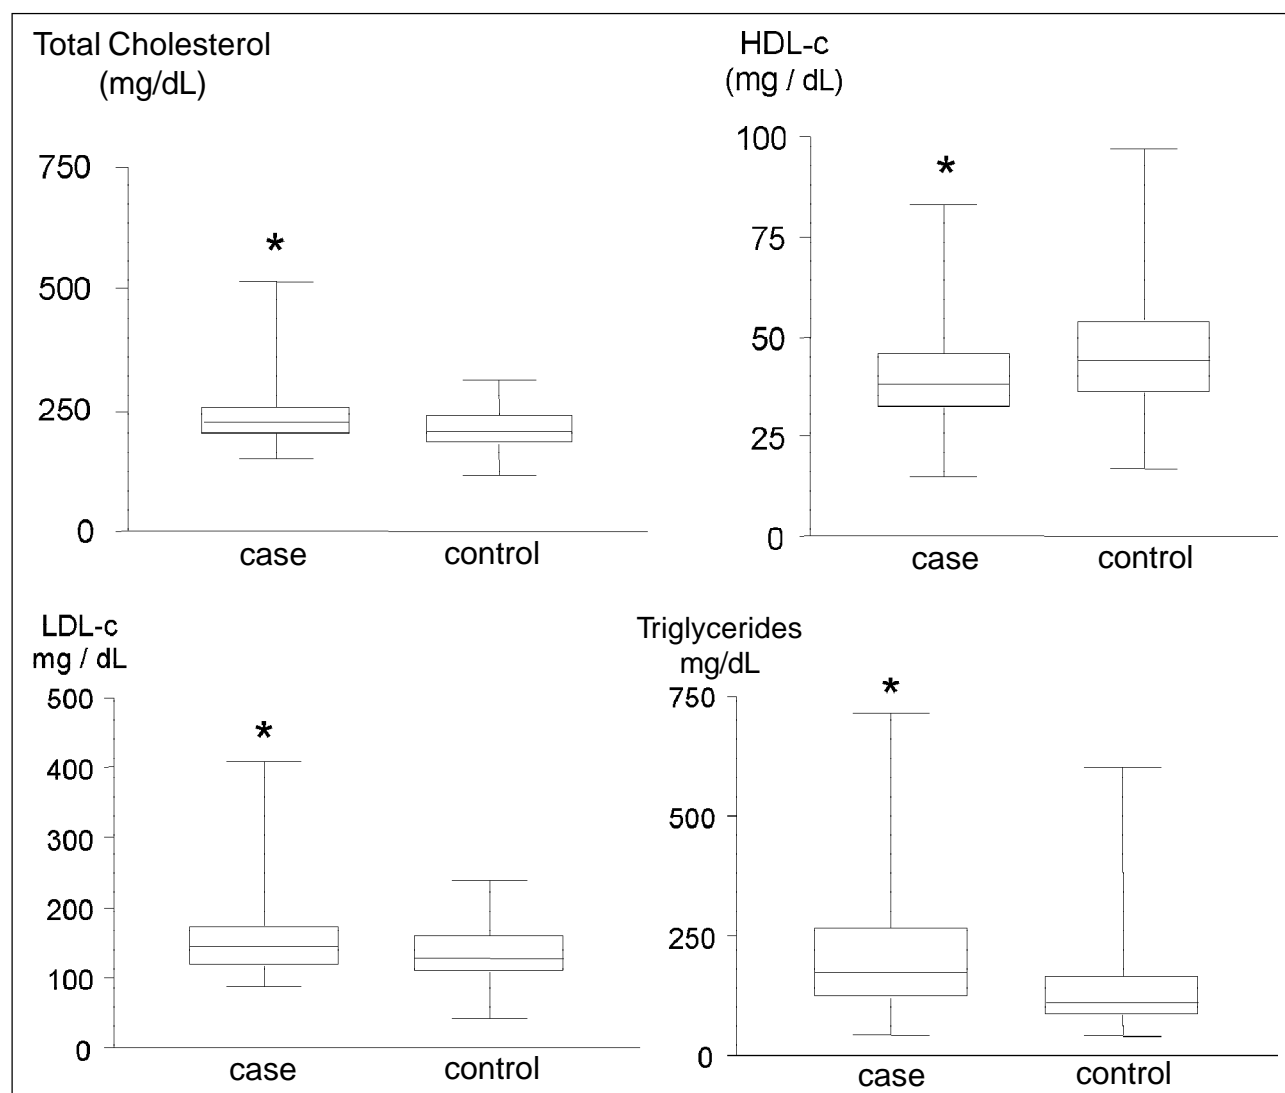 Total Cholesterol
(mg/dL)
750
*
500
250
0
case control
HDL-c
(mg / dL)
100
*
75
50
25
0
case control
LDL-c
mg / dL
500
*
400
300
200
100
0
case control
Triglycerides
mg/dL
750
*
500
250
0
case control